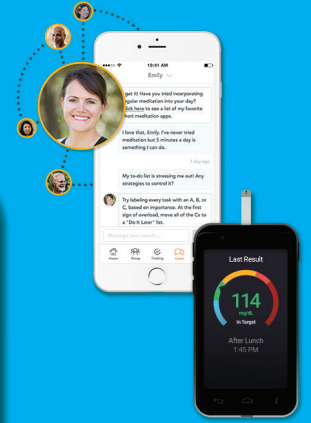 10:41 AM
Emily
get it! Have you tried incorporating
regular meditation into your day?
Click here to see a list of my favorite
short meditation apps.
I love that, Emily. I've never tried
meditation but 5 minutes a day is
something I can do.
1 day ago
My to-do list is stressing me out! Any
strategies to control it?
Try labeling every task with an A, B, or
C, based on importance. At the first
sign of overload, move all of the Cs to
a "Do It Later" list.
Message your coach...
Home Group Tracking Coach
Last Result
114
mg/dL
In Target
After Lunch
1:45 PM